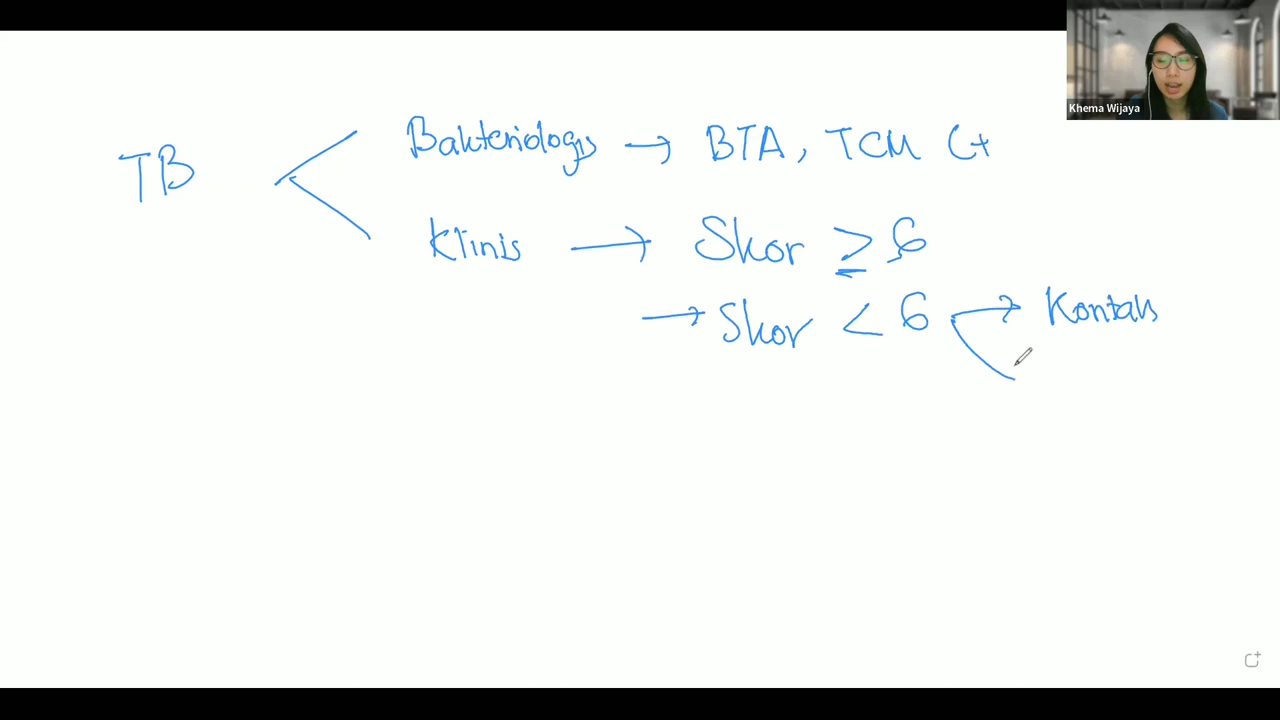 Khema Wijaya
TB
Bakteriologis → BTA, TCM (+
Klinis → Skor ≥ 6
→ Skor < 6 → Kontak